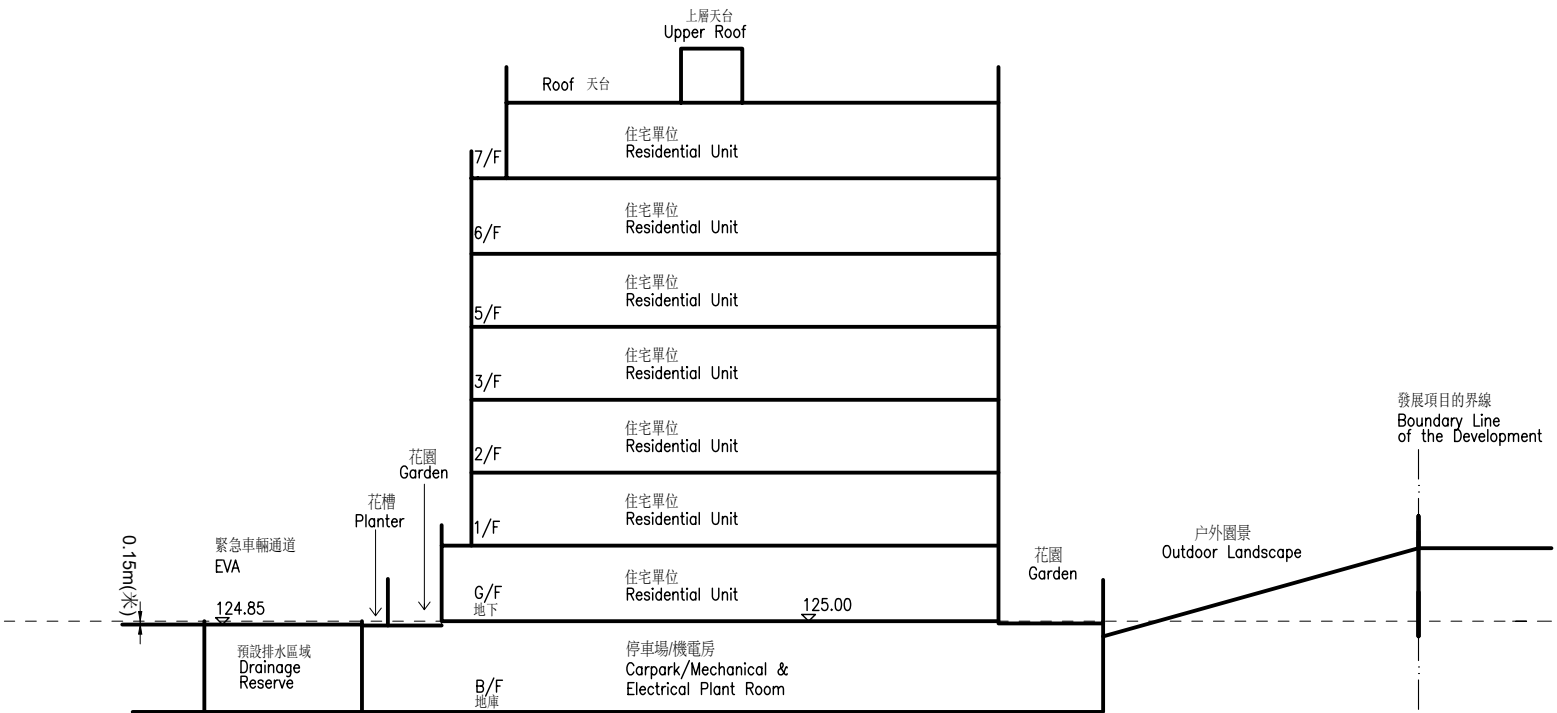 上層天台
Upper Roof
Roof 天台
住宅單位
Residential Unit
7/F
住宅單位
Residential Unit
6/F
住宅單位
Residential Unit
5/F
住宅單位
Residential Unit
3/F
住宅單位
Residential Unit
2/F
住宅單位
Residential Unit
1/F
住宅單位
Residential Unit
G/F
地下
125.00
停車場/機電房
Carpark/Mechanical &
Electrical Plant Room
B/F
地庫
花園
Garden
花槽
Planter
緊急車輛通道
EVA
0.15m(米)
124.85
預設排水區域
Drainage
Reserve
花園
Garden
户外園景
Outdoor Landscape
發展項目的界線
Boundary Line
of the Development